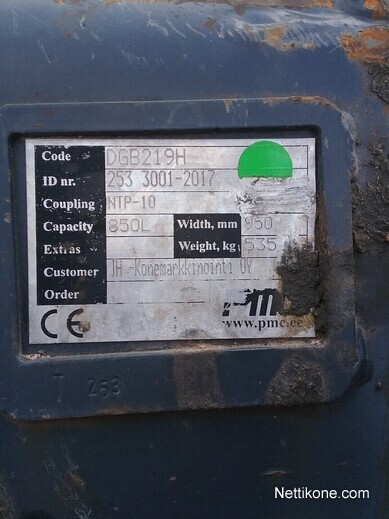 Code DGB219H
ID nr. 253 3001-2017
Coupling NTP-10
Capacity 850L Width, mm 950
Extras Weight, kg 535
Customer JH -Konemarkkinointi OY
Order
CE www.pmc.ee
T 253
Nettikone.com